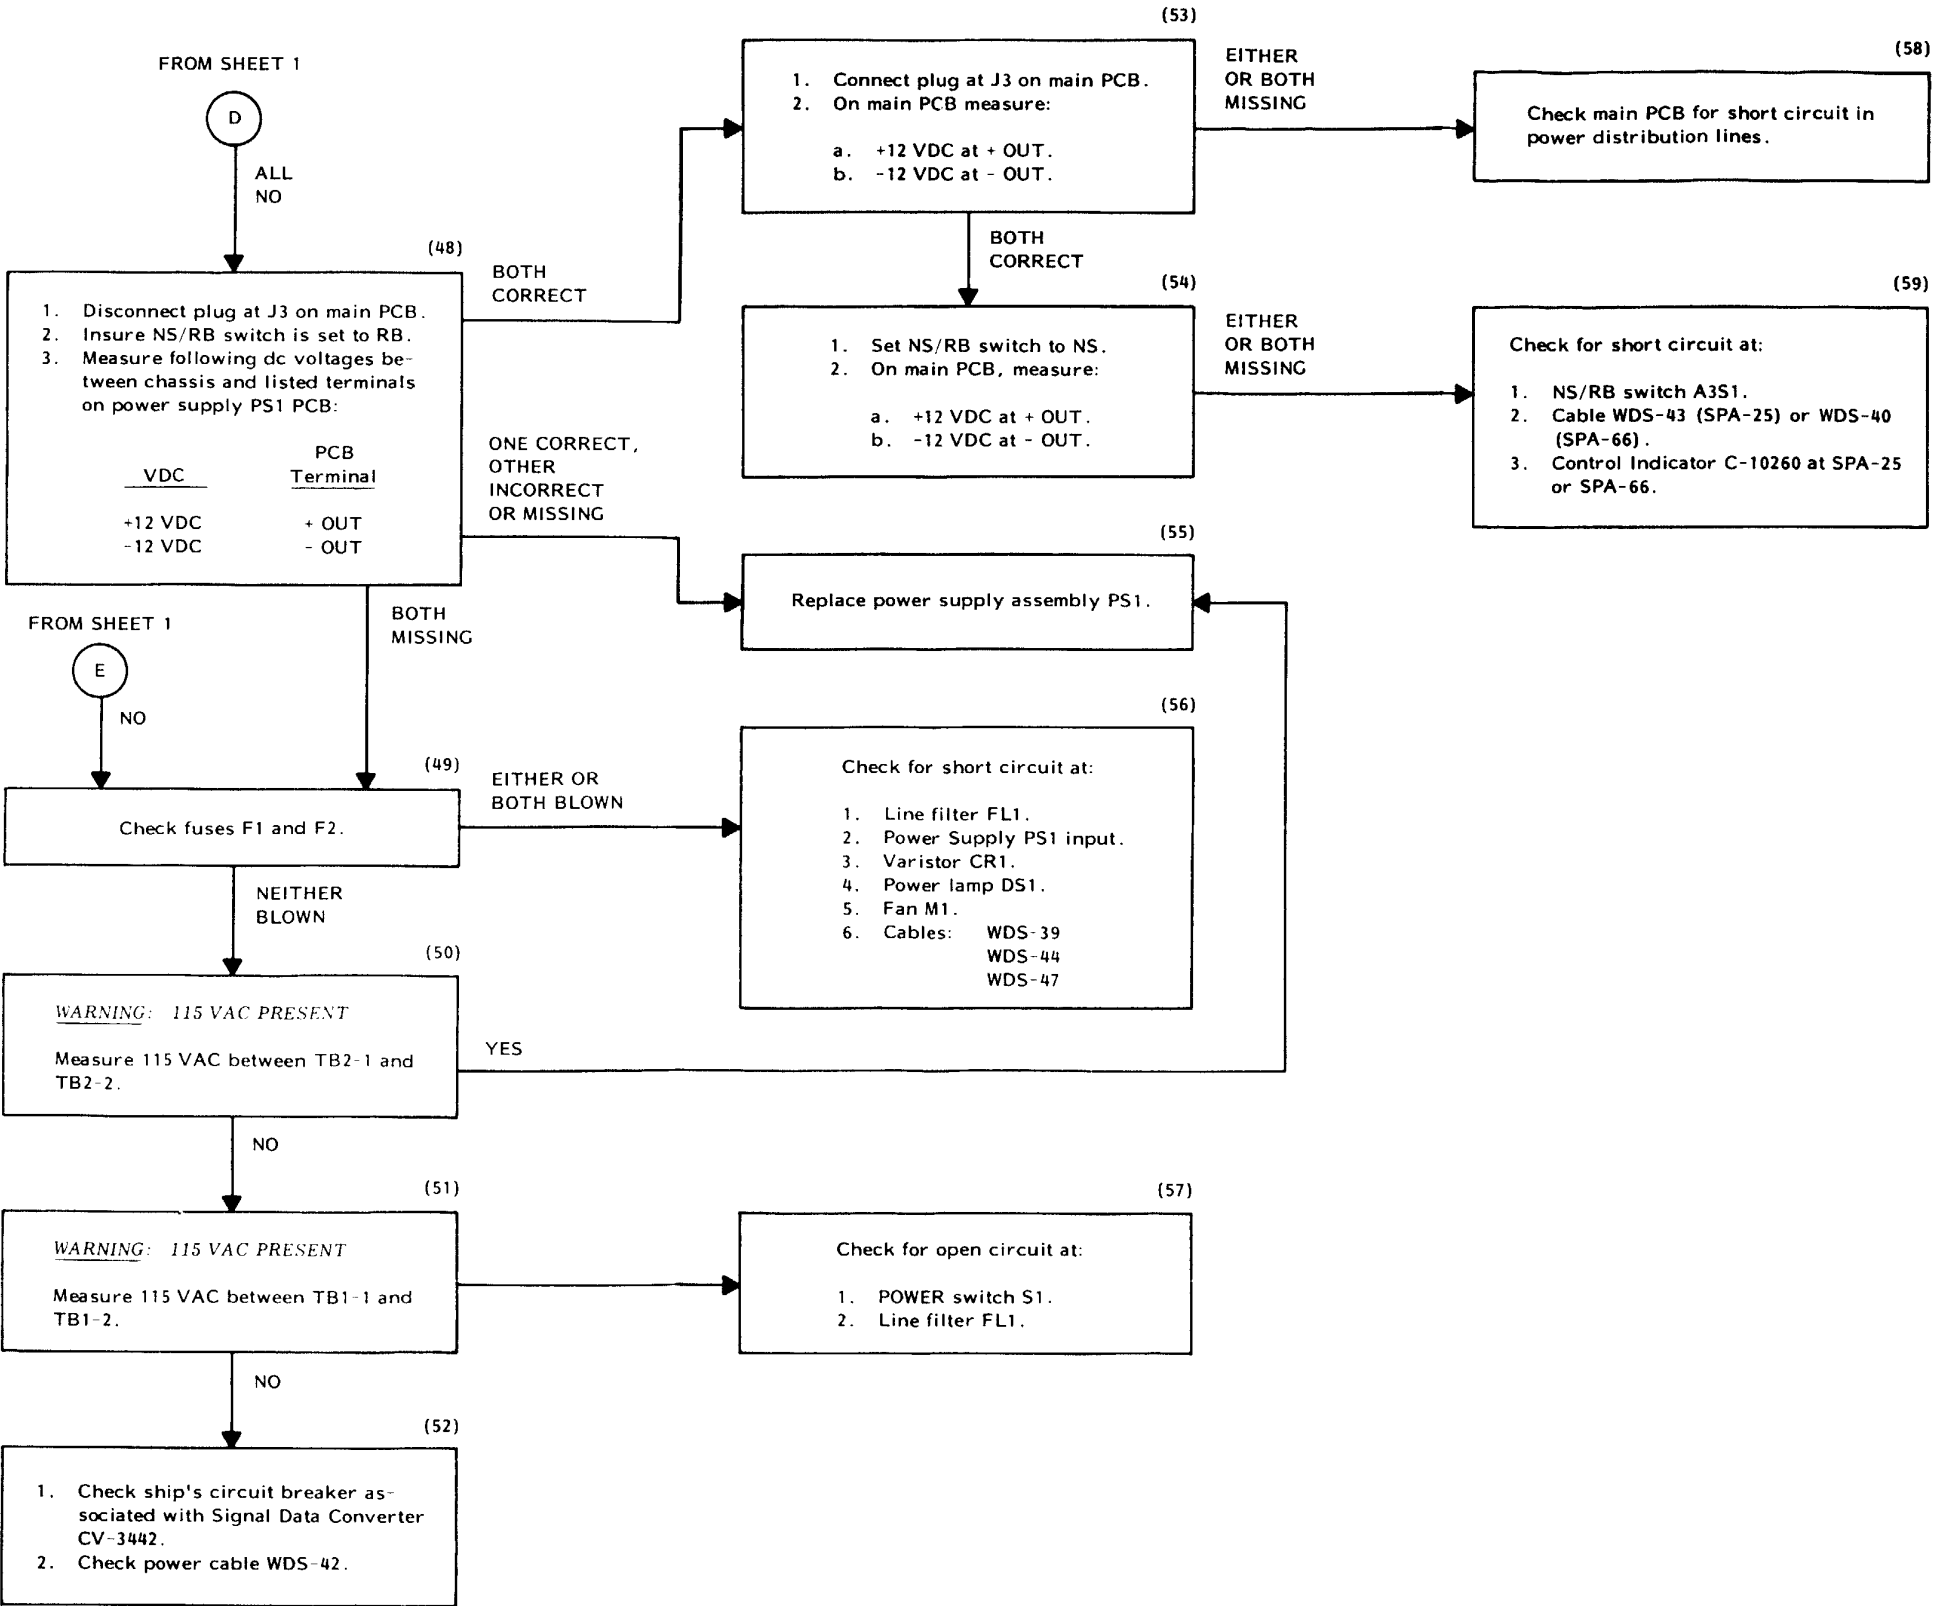 FROM SHEET 1
D
ALL
NO
(48)
1. Disconnect plug at J3 on main PCB.
2. Insure NS/RB switch is set to RB.
3. Measure following dc voltages be-
tween chassis and listed terminals
on power supply PS1 PCB:
PCB
VDC Terminal
+12 VDC + OUT
-12 VDC - OUT
BOTH
CORRECT
ONE CORRECT,
OTHER
INCORRECT
OR MISSING
BOTH
MISSING
(53)
1. Connect plug at J3 on main PCB.
2. On main PCB measure:
a. +12 VDC at + OUT.
b. -12 VDC at - OUT.
EITHER
OR BOTH
MISSING
(58)
Check main PCB for short circuit in
power distribution lines.
BOTH
CORRECT
(54)
1. Set NS/RB switch to NS.
2. On main PCB, measure:
a. +12 VDC at + OUT.
b. -12 VDC at - OUT.
EITHER
OR BOTH
MISSING
(59)
Check for short circuit at:
1. NS/RB switch A3S1.
2. Cable WDS-43 (SPA-25) or WDS-40
(SPA-66).
3. Control Indicator C-10260 at SPA-25
or SPA-66.
(55)
Replace power supply assembly PS1.
FROM SHEET 1
E
NO
(49)
Check fuses F1 and F2.
EITHER OR
BOTH BLOWN
(56)
Check for short circuit at:
1. Line filter FL1.
2. Power Supply PS1 input.
3. Varistor CR1.
4. Power lamp DS1.
5. Fan M1.
6. Cables: WDS-39
WDS-44
WDS-47
NEITHER
BLOWN
(50)
WARNING: 115 VAC PRESENT
Measure 115 VAC between TB2-1 and
TB2-2.
YES
NO
(51)
WARNING: 115 VAC PRESENT
Measure 115 VAC between TB1-1 and
TB1-2.
(57)
Check for open circuit at:
1. POWER switch S1.
2. Line filter FL1.
NO
(52)
1. Check ship's circuit breaker as-
sociated with Signal Data Converter
CV-3442.
2. Check power cable WDS-42.